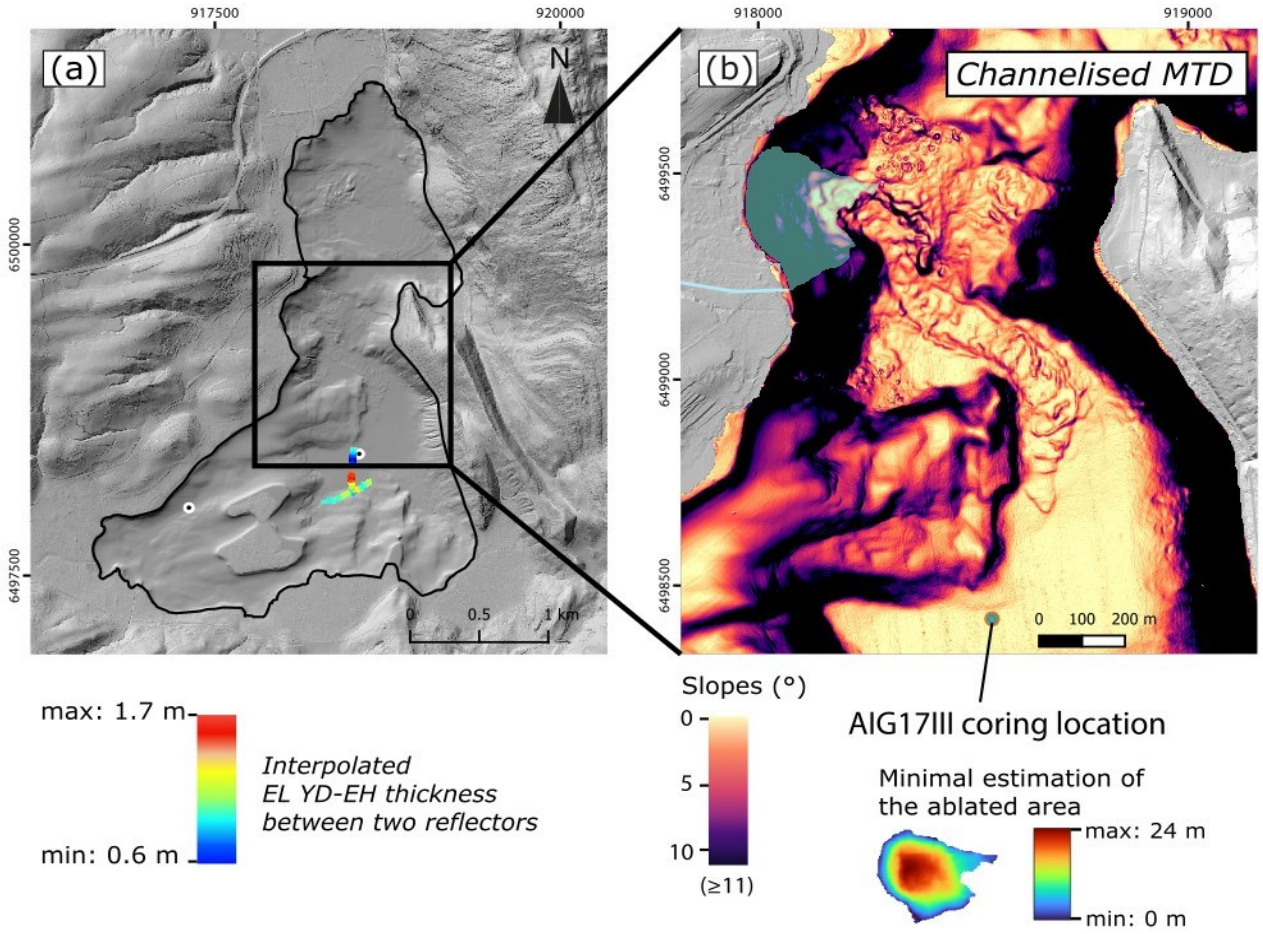 917500
920000
918000
919000
(a)
N
(b)
Channelised MTD
6500000
6497500
6499500
6499000
6498500
0
0.5
1 km
0
100
200 m
max: 1.7 m
min: 0.6 m
Interpolated
EL YD-EH thickness
between two reflectors
Slopes (°)
0
5
10
(≥11)
AIG17III coring location
Minimal estimation of
the ablated area
max: 24 m
min: 0 m